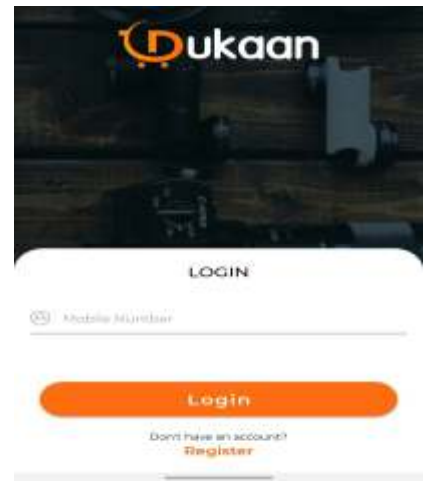 Dukaan
LOGIN
Mobile Number
Login
Don't have an account?
Register